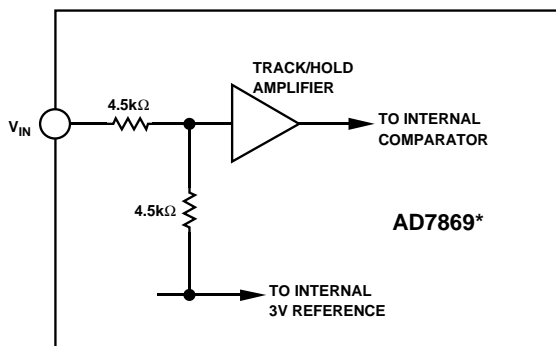 TRACK/HOLD
AMPLIFIER
4.5kΩ
V_IN
TO INTERNAL
COMPARATOR
4.5kΩ
AD7869*
TO INTERNAL
3V REFERENCE